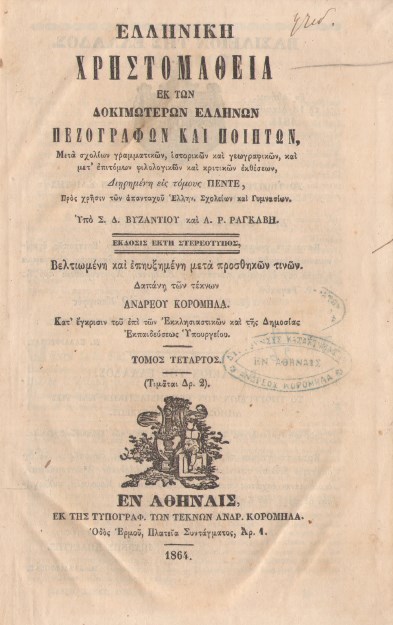 ΕΛΛΗΝΙΚΗ
ΧΡΗΣΤΟΜΑΘΕΙΑ
ΕΚ ΤΩΝ
ΔΟΚΙΜΩΤΕΡΩΝ ΕΛΛΗΝΩΝ
ΠΕΖΟΓΡΑΦΩΝ ΚΑΙ ΠΟΙΗΤΩΝ,
Μετὰ σχολίων γραμματικῶν, ἱστορικῶν καὶ γεωγραφικῶν, καὶ
μετ' ἐπιτόμων φιλολογικῶν καὶ κριτικῶν ἐκθέσεων,
Διῃρημένη εἰς τόμους ΠΕΝΤΕ,
Πρὸς χρῆσιν τῶν ἁπανταχοῦ Ἑλλην. Σχολείων καὶ Γυμνασίων.
Ὑπὸ Σ. Δ. ΒΥΖΑΝΤΙΟΥ καὶ Α. Ρ. ΡΑΓΚΑΒΗ.
ΕΚΔΟΣΙΣ ΕΚΤΗ ΣΤΕΡΕΟΤΥΠΟΣ,
Βελτιωμένη καὶ ἐπηυξημένη μετὰ προσθηκῶν τινῶν.
Δαπάνῃ τῶν τέκνων
ΑΝΔΡΕΟΥ ΚΟΡΟΜΗΛΑ.
Κατ' ἔγκρισιν τοῦ ἐπὶ τῶν Ἐκκλησιαστικῶν καὶ τῆς Δημοσίας
Ἐκπαιδεύσεως Ὑπουργείου.
ΤΟΜΟΣ ΤΕΤΑΡΤΟΣ.
(Τιμᾶται Δρ. 2).
ΕΝ ΑΘΗΝΑΙΣ
ΚΟΡΟΜΗΛΑ
ΕΝ ΑΘΗΝΑΙΣ,
ΕΚ ΤΗΣ ΤΥΠΟΓΡΑΦ. ΤΩΝ ΤΕΚΝΩΝ ΑΝΔΡ. ΚΟΡΟΜΗΛΑ.
Ὁδὸς Ἑρμοῦ, Πλατεῖα Συντάγματος, Ἀρ. 1.
1864.